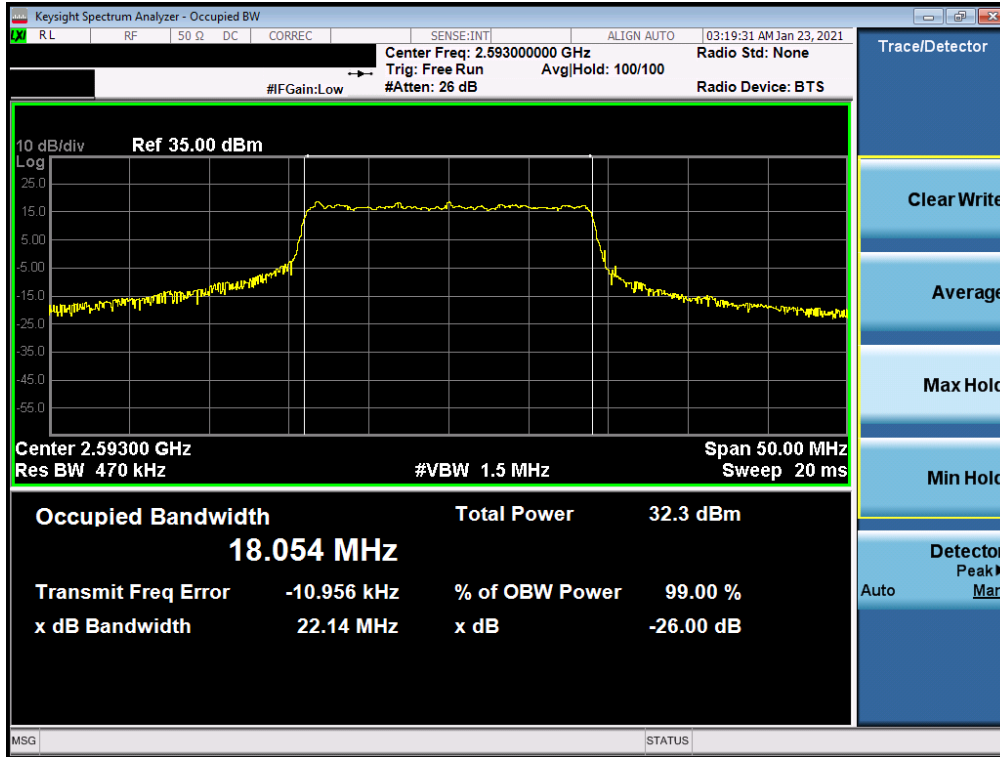 Keysight Spectrum Analyzer - Occupied BW
LXI RL RF 50 Ω DC CORREC SENSE:INT ALIGN AUTO 03:19:31 AM Jan 23, 2021
Center Freq: 2.593000000 GHz Radio Std: None
Trig: Free Run Avg|Hold: 100/100
#IFGain:Low #Atten: 26 dB Radio Device: BTS
10 dB/div Ref 35.00 dBm
Log
25.0
15.0
5.00
-5.00
-15.0
-25.0
-35.0
-45.0
-55.0
Center 2.59300 GHz Span 50.00 MHz
Res BW 470 kHz #VBW 1.5 MHz Sweep 20 ms
Occupied Bandwidth Total Power 32.3 dBm
18.054 MHz
Transmit Freq Error -10.956 kHz % of OBW Power 99.00 %
x dB Bandwidth 22.14 MHz x dB -26.00 dB
MSG STATUS
Trace/Detector
Clear Write
Average
Max Hold
Min Hold
Detector
Peak
Auto Man